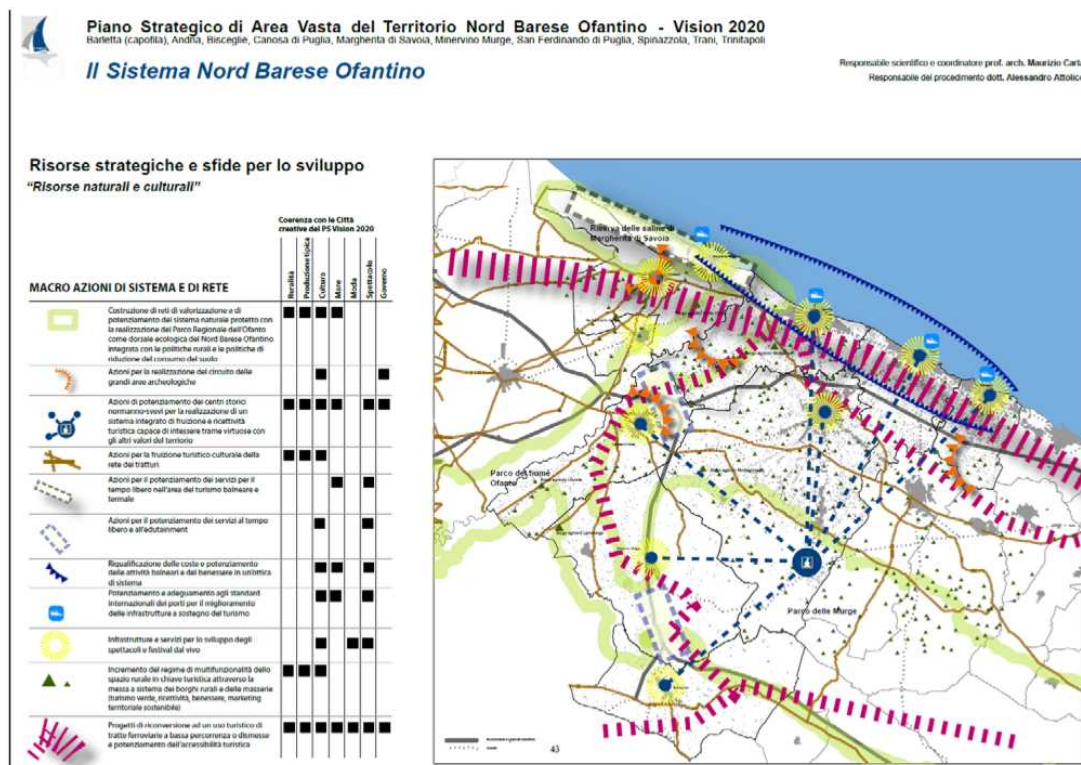 Piano Strategico di Area Vasta del Territorio Nord Barese Ofantino - Vision 2020
Barletta (capofila), Andria, Bisceglie, Canosa di Puglia, Margherita di Savoia, Minervino Murge, San Ferdinando di Puglia, Spinazzola, Trani, Trinitapoli
Il Sistema Nord Barese Ofantino
Responsabile scientifico e coordinatore prof. arch. Maurizio Carta
Responsabile del procedimento dott. Alessandro Attolico
Risorse strategiche e sfide per lo sviluppo
"Risorse naturali e culturali"
Coerenza con le Città
creative del PS Vision 2020
MACRO AZIONI DI SISTEMA E DI RETE
Ruralità
Produzione tipica
Cultura
Mare
Moda
Spettacolo
Governo
Costruzione di reti di valorizzazione e di
potenziamento del sistema naturale protetto con
la realizzazione del Parco Regionale dell'Ofanto
come dorsale ecologica del Nord Barese Ofantino
integrata con le politiche rurali e le politiche di
riduzione del consumo del suolo
Azioni per la realizzazione del circuito delle
grandi aree archeologiche
Azioni di potenziamento dei centri storici
normanno-svevi per la realizzazione di un
sistema integrato di fruizione e ricettività
turistica capace di intessere trame virtuose con
gli altri valori del territorio
Azioni per la fruizione turistico-culturale della
rete dei tratturi
Azioni per il potenziamento dei servizi per il
tempo libero nell'area del turismo balneare e
termale
Azioni per il potenziamento dei servizi al tempo
libero e all'edutainment
Riqualificazione delle coste e potenziamento
delle attività balneari e del benessere in un'ottica
di sistema
Potenziamento e adeguamento agli standard
internazionali dei porti per il miglioramento
delle infrastrutture a sostegno del turismo
Infrastrutture e servizi per lo sviluppo degli
spettacoli e festival dal vivo
Incremento del regime di multifunzionalità dello
spazio rurale in chiave turistica attraverso la
messa a sistema dei borghi rurali e delle masserie
(turismo verde, ricettività, benessere, marketing
territoriale sostenibile)
Progetti di riconversione ad un uso turistico di
tratte ferroviarie a bassa percorrenza o dismesse
e potenziamento dell'accessibilità turistica
Riserva delle saline di
Margherita di Savoia
Parco del fiume
Ofanto
Parco delle Murge
43